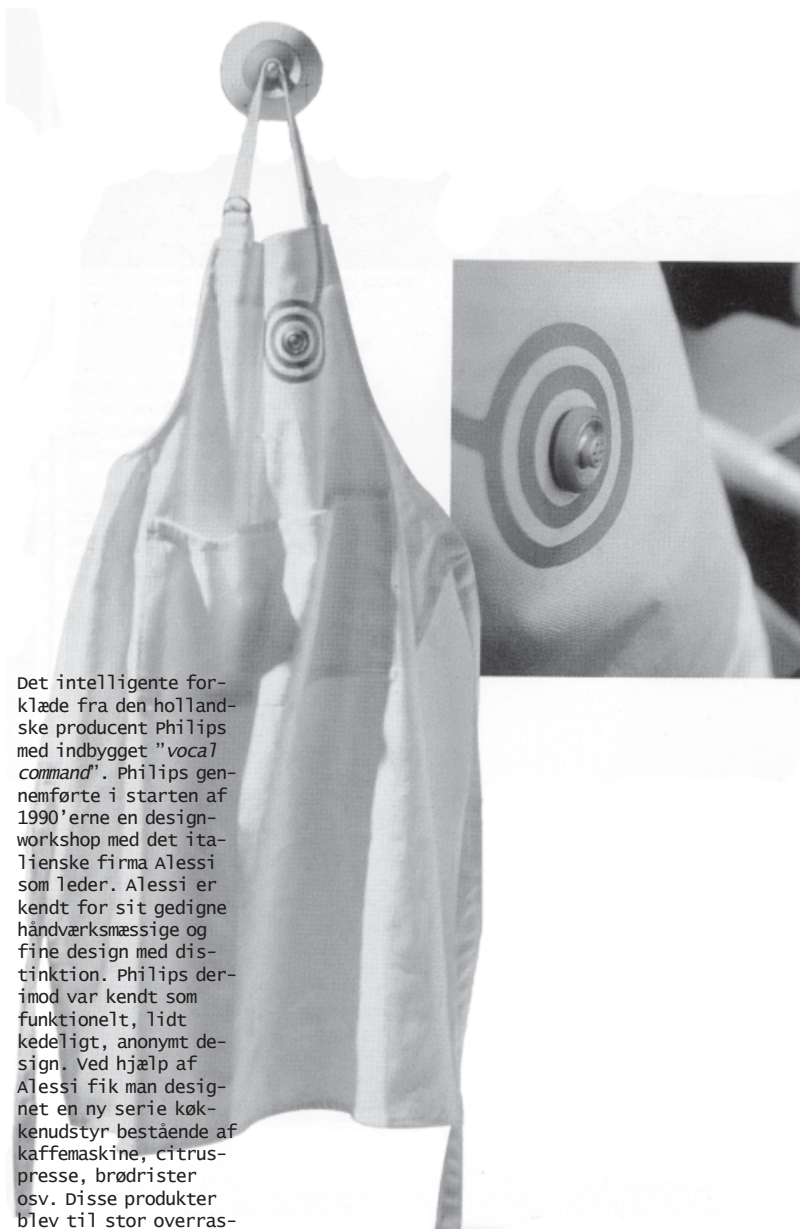 Det intelligente for-
klæde fra den holland-
ske producent Philips
med indbygget ”vocal
command”. Philips gen-
nemførte i starten af
1990’erne en design-
workshop med det ita-
lienske firma Alessi
som leder. Alessi er
kendt for sit gedigne
håndværksmæssige og
fine design med dis-
tinktion. Philips der-
imod var kendt som
funktionelt, lidt
kedeligt, anonymt de-
sign. Ved hjælp af
Alessi fik man desig-
net en ny serie køk-
kenudstyr bestående af
kaffemaskine, citrus-
presse, brødrister
osv. Disse produkter
blev til stor overras-